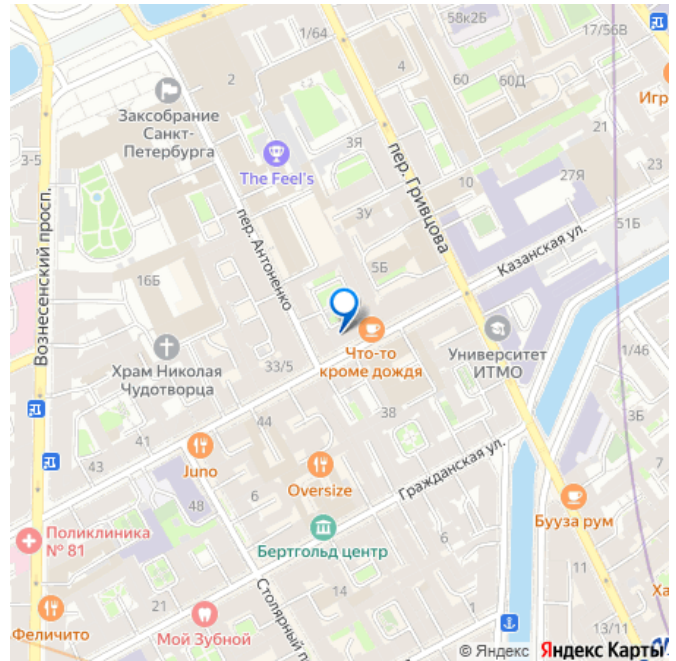 58к2Б
17/56В
1/64
2
4
60
60Д
Игр
Заксобрание
Санкт-
Петербурга
3Я
21
3-5
The Feel's
23
пер. Гривцова
10
27Я
3У
51Б
Вознесенский просп.
пер. Антоненко
Казанская ул.
5Б
16Б
Что-то
кроме дождя
Университет
ИТМО
1/4б
Храм Николая
Чудотворца
33/5
38
3Б
44
41
43
Juno
Гражданская ул.
7
48
6
Oversize
Поликлиника
№ 81
Бууза рум
Бертгольд центр
6
1
11
21
14
Столярный п
Ха
Феличито
Мой Зубной
13/11
© Яндекс Яндекс Карты